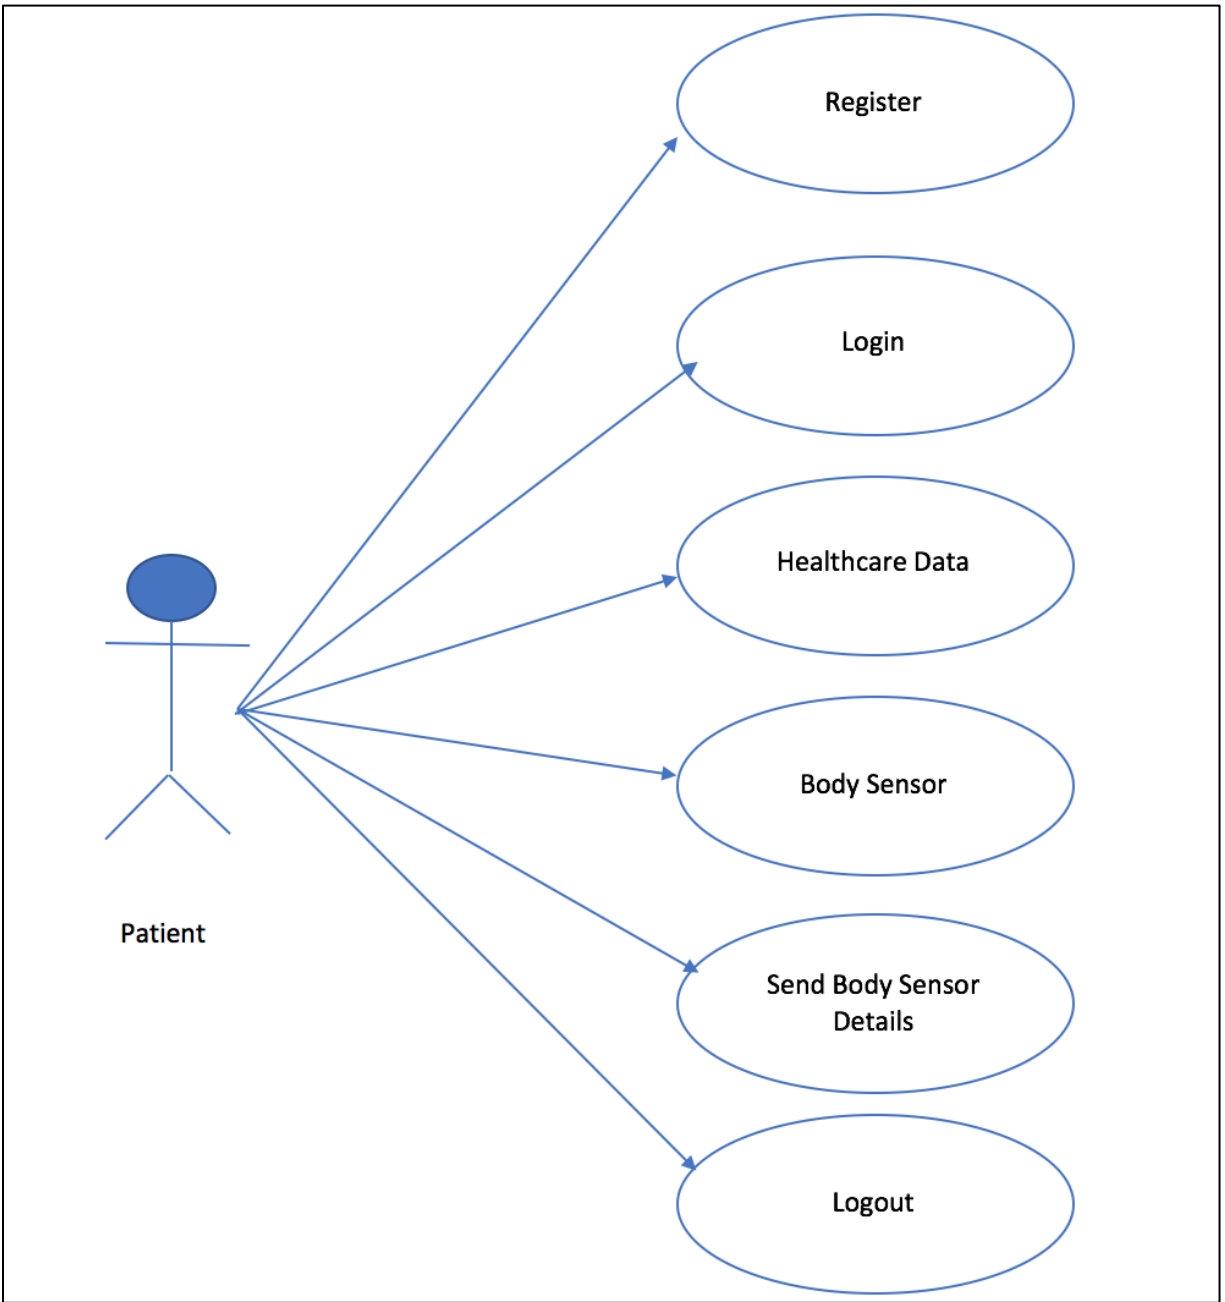 Register
Login
Healthcare Data
Body Sensor
Patient
Send Body Sensor
Details
Logout